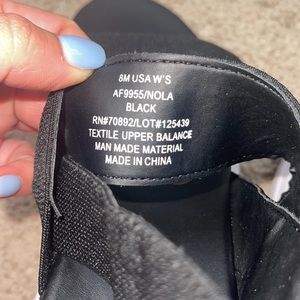 8M USA W'S
AF9955/NOLA
BLACK
RN#70892/LOT#125439
TEXTILE UPPER BALANCE
MAN MADE MATERIAL
MADE IN CHINA